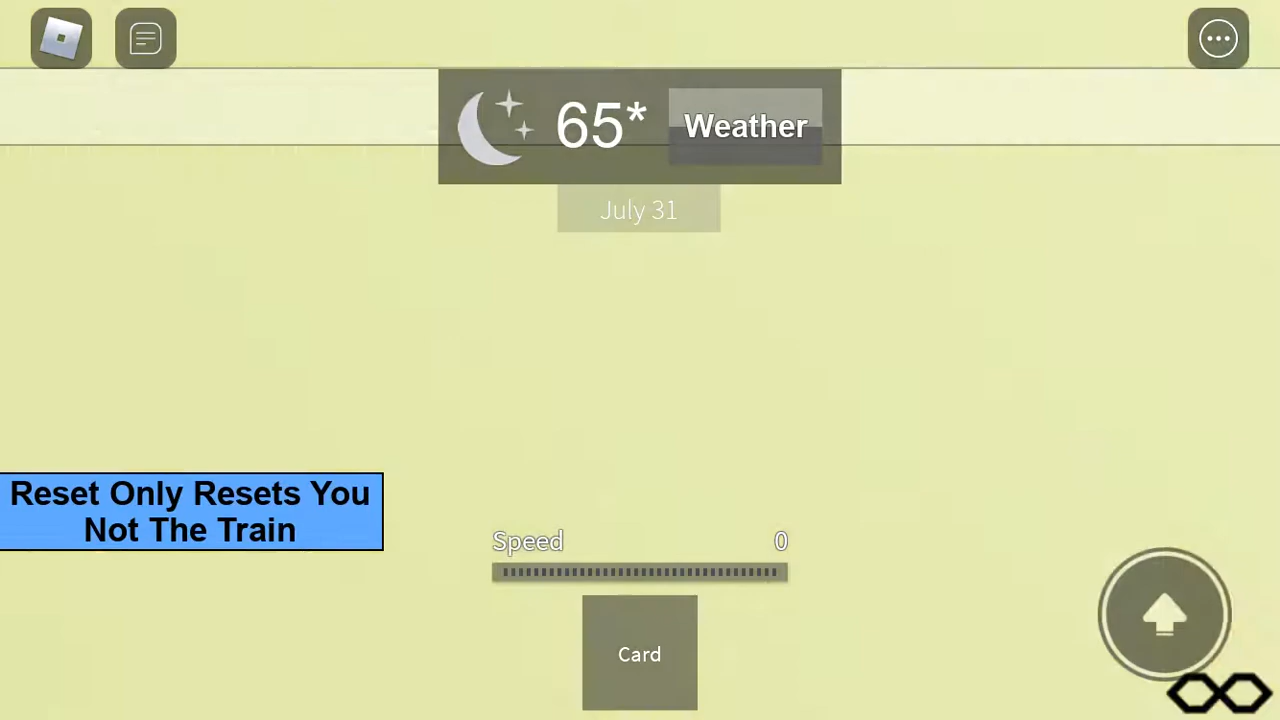 65*
Weather
July 31
Reset Only Resets You
Not The Train
Speed 0
Card